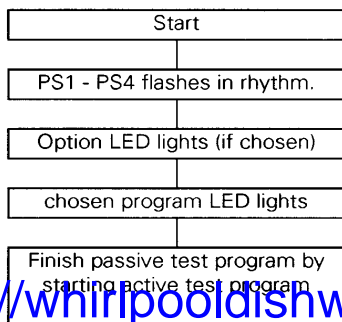 Start
PS1 - PS4 flashes in rhythm.
Option LED lights (if chosen)
chosen program LED lights
Finish passive test program by
starting active test program
//whirlpooldishw